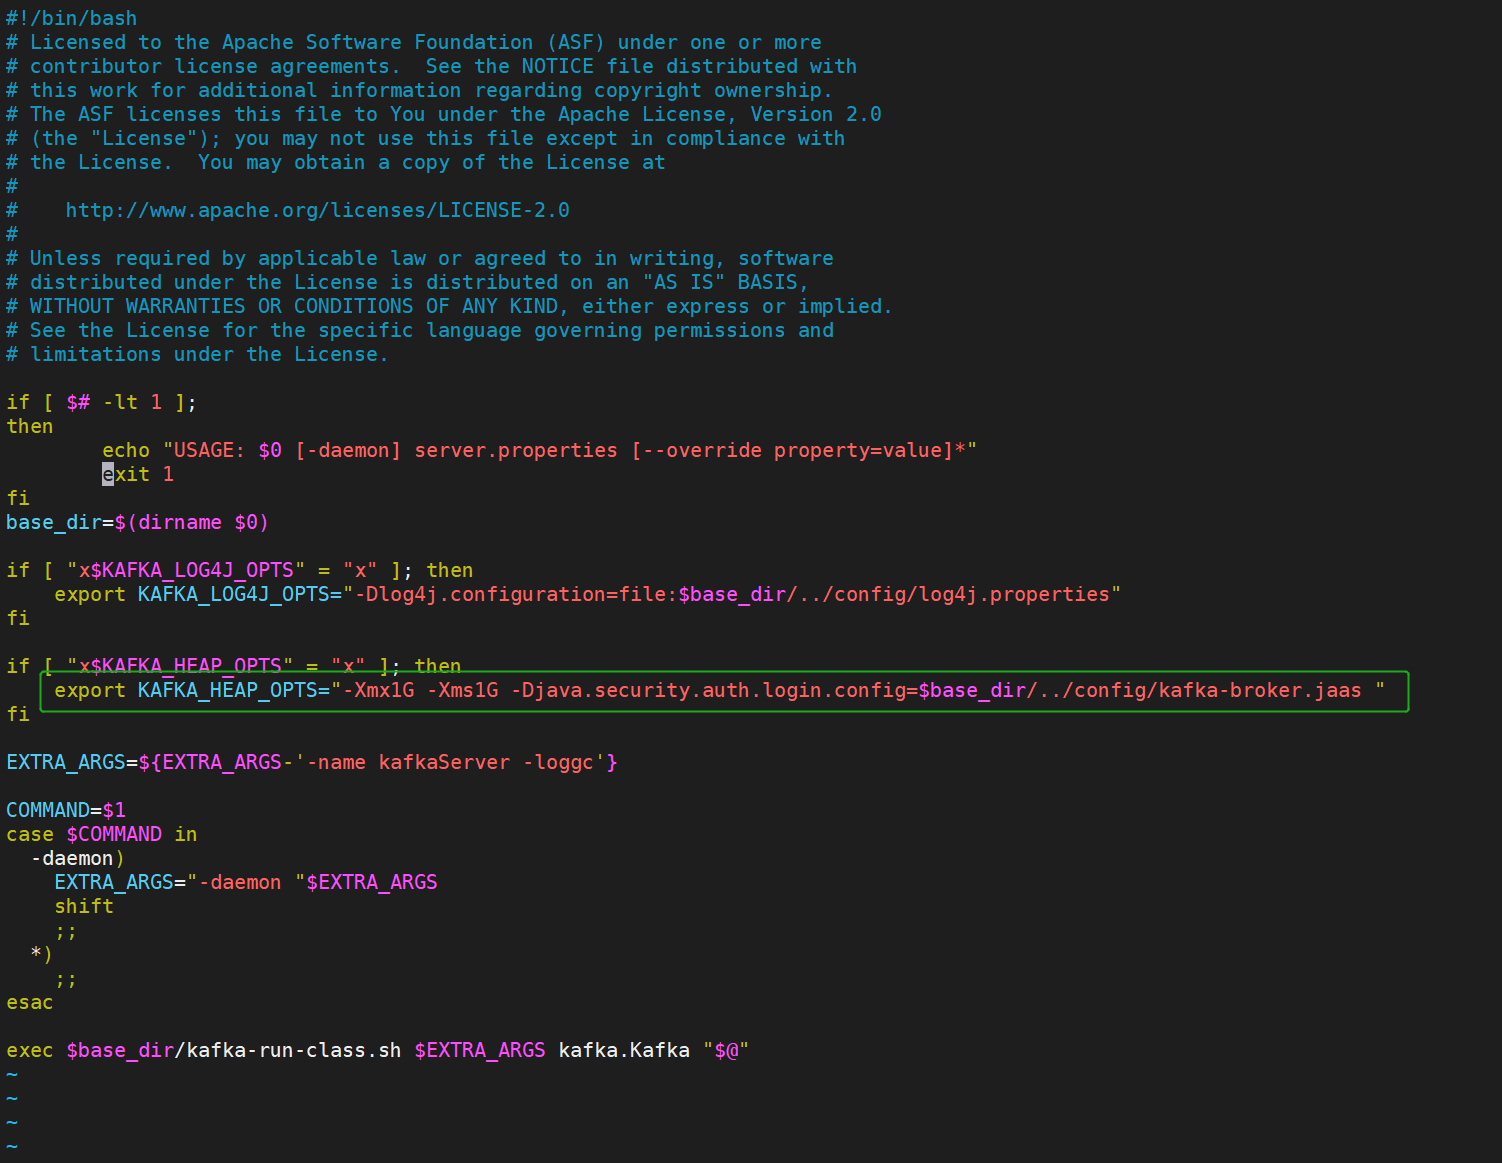 #!/bin/bash
# Licensed to the Apache Software Foundation (ASF) under one or more
# contributor license agreements.  See the NOTICE file distributed with
# this work for additional information regarding copyright ownership.
# The ASF licenses this file to You under the Apache License, Version 2.0
# (the "License"); you may not use this file except in compliance with
# the License.  You may obtain a copy of the License at
#
#    http://www.apache.org/licenses/LICENSE-2.0
#
# Unless required by applicable law or agreed to in writing, software
# distributed under the License is distributed on an "AS IS" BASIS,
# WITHOUT WARRANTIES OR CONDITIONS OF ANY KIND, either express or implied.
# See the License for the specific language governing permissions and
# limitations under the License.

if [ $# -lt 1 ];
then
        echo "USAGE: $0 [-daemon] server.properties [--override property=value]*"
        exit 1
fi
base_dir=$(dirname $0)

if [ "x$KAFKA_LOG4J_OPTS" = "x" ]; then
    export KAFKA_LOG4J_OPTS="-Dlog4j.configuration=file:$base_dir/../config/log4j.properties"
fi

if [ "x$KAFKA_HEAP_OPTS" = "x" ]; then
    export KAFKA_HEAP_OPTS="-Xmx1G -Xms1G -Djava.security.auth.login.config=$base_dir/../config/kafka-broker.jaas "
fi

EXTRA_ARGS=${EXTRA_ARGS-'-name kafkaServer -loggc'}

COMMAND=$1
case $COMMAND in
  -daemon)
    EXTRA_ARGS="-daemon "$EXTRA_ARGS
    shift
    ;;
  *)
    ;;
esac

exec $base_dir/kafka-run-class.sh $EXTRA_ARGS kafka.Kafka "$@"
~
~
~
~